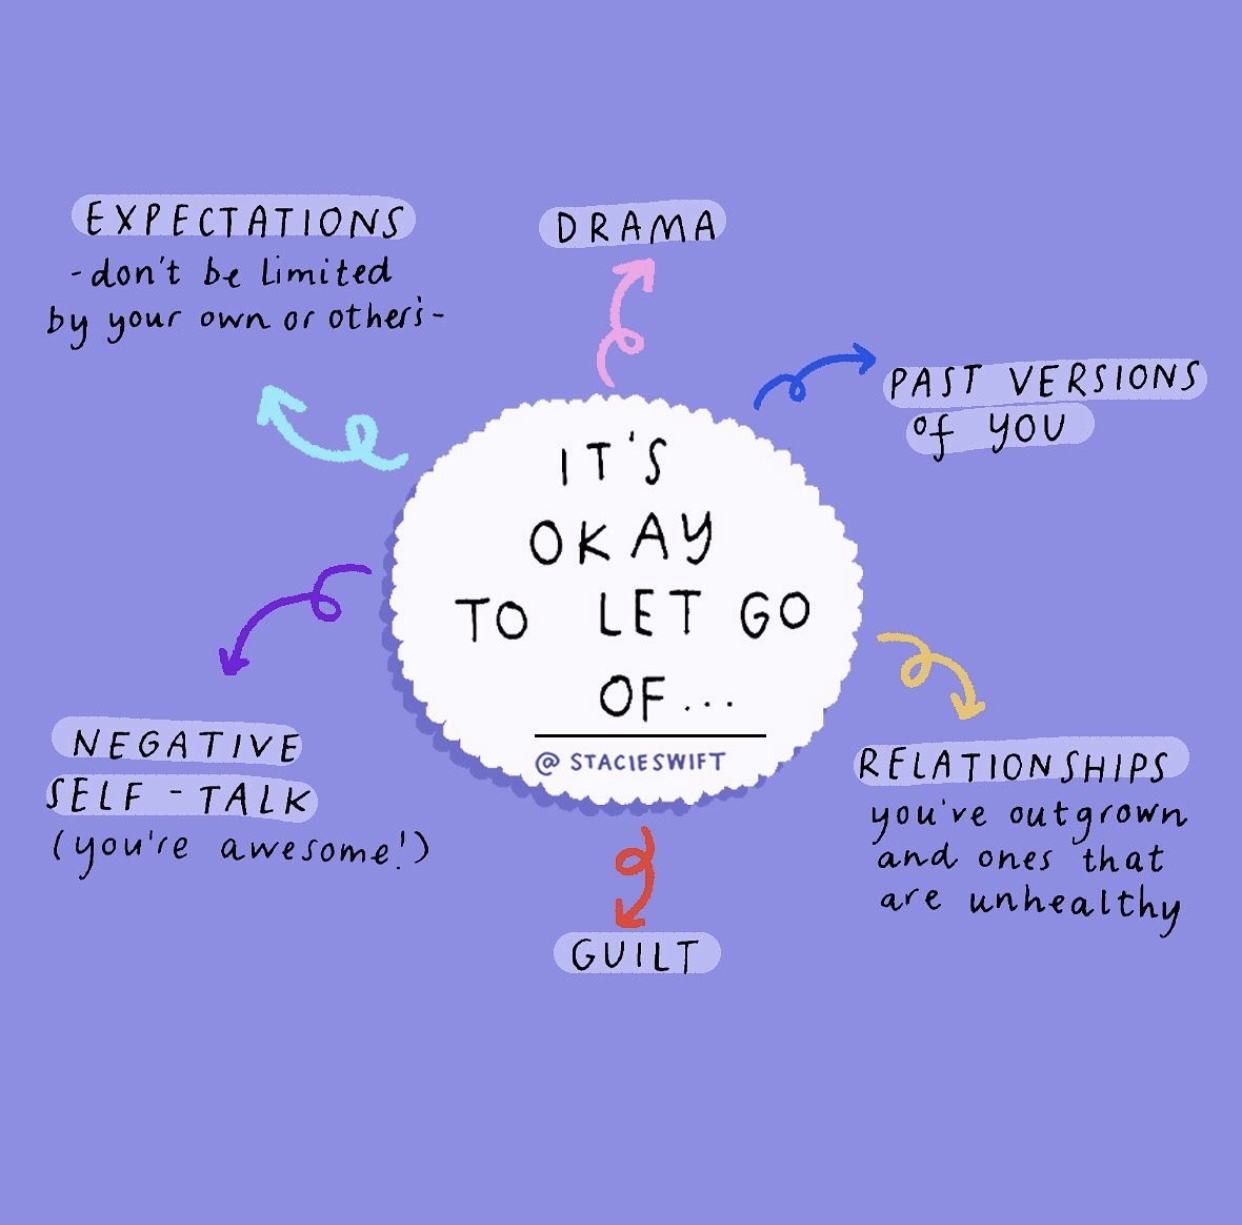 EXPECTATIONS
- don't be limited
by your own or other's -
DRAMA
PAST VERSIONS
of YOU
IT'S
OKAY
TO LET GO
OF...
@STACIESWIFT
NEGATIVE
SELF-TALK
(you're awesome!)
RELATIONSHIPS
you've outgrown
and ones that
are unhealthy
GUILT